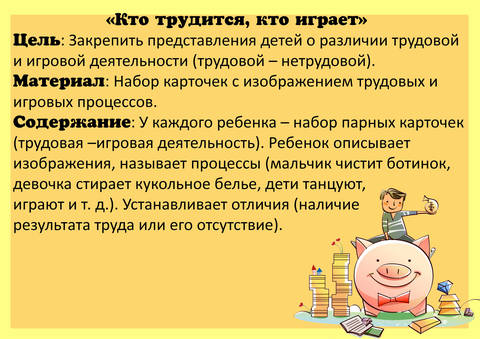 «Кто трудится, кто играет»
Цель: Закрепить представления детей о различии трудовой
и игровой деятельности (трудовой – нетрудовой).
Материал: Набор карточек с изображением трудовых и
игровых процессов.
Содержание: У каждого ребенка – набор парных карточек
(трудовая –игровая деятельность). Ребенок описывает
изображения, называет процессы (мальчик чистит ботинок,
девочка стирает кукольное белье, дети танцуют,
играют и т. д.). Устанавливает отличия (наличие
результата труда или его отсутствие).